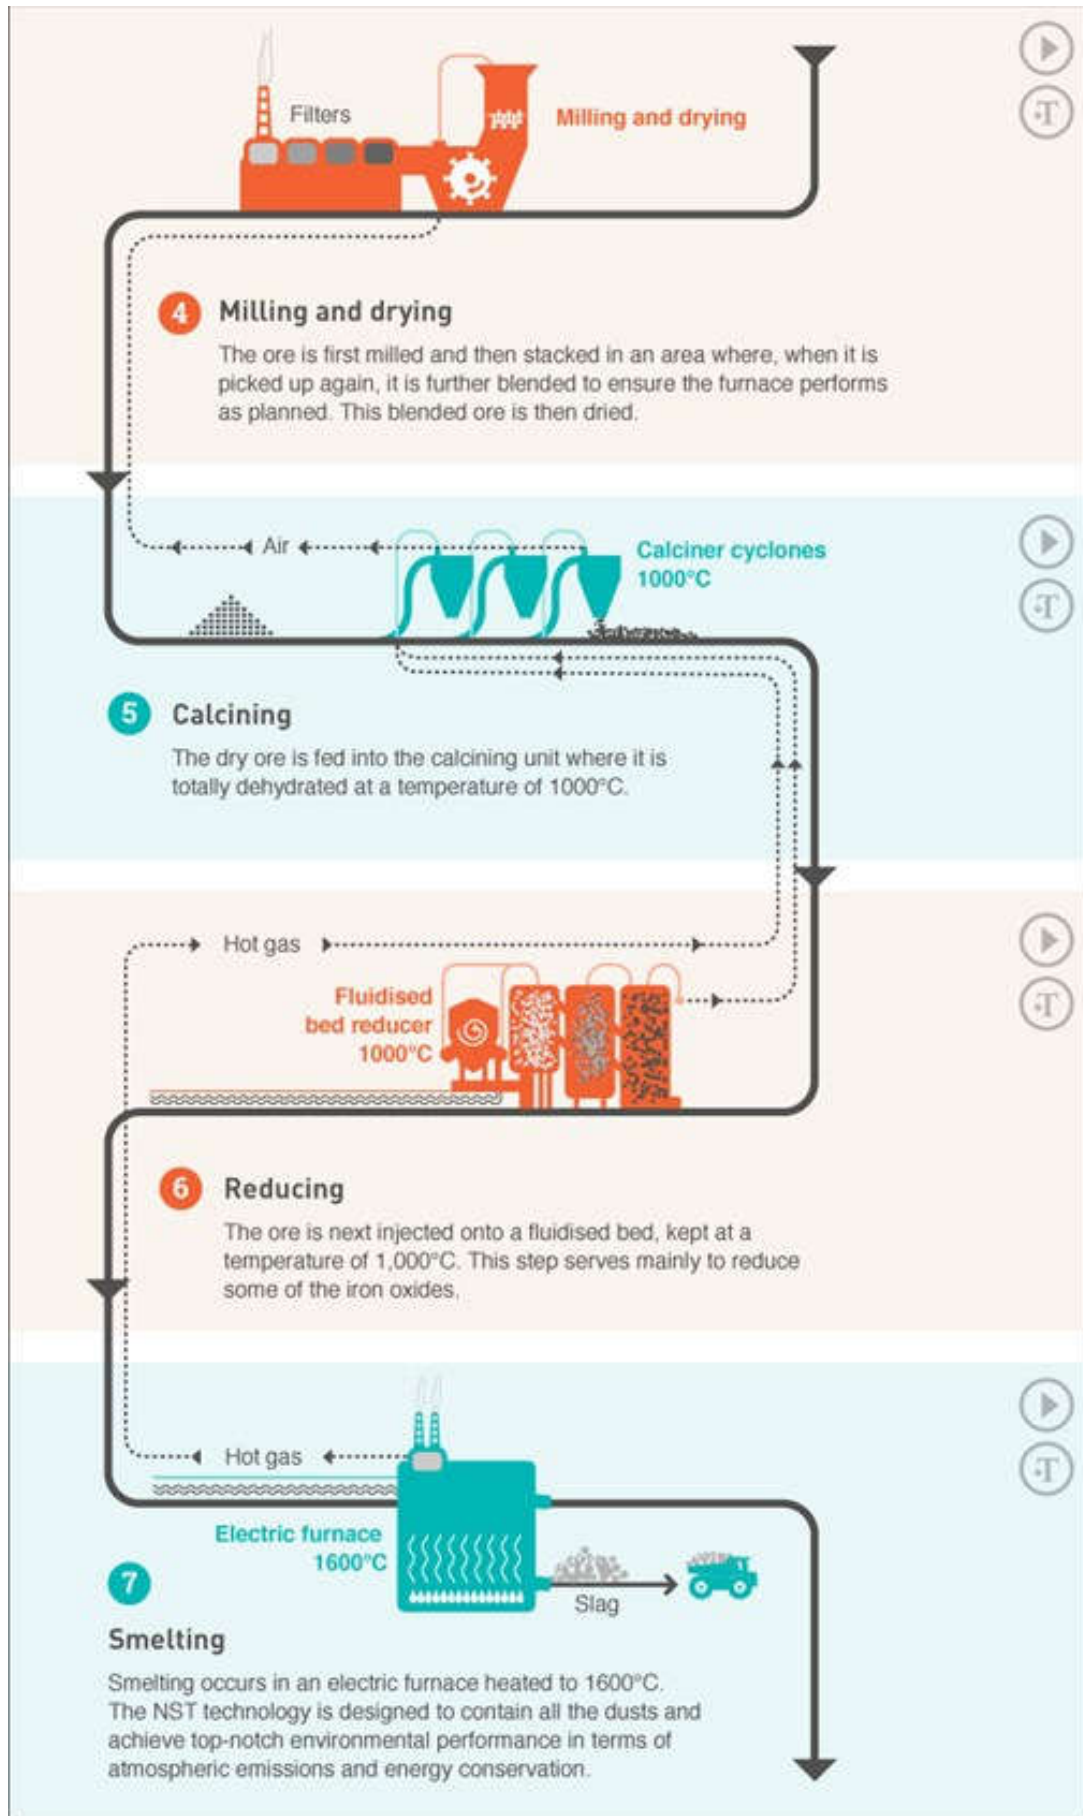 Filters
Milling and drying
4
Milling and drying
The ore is first milled and then stacked in an area where, when it is
picked up again, it is further blended to ensure the furnace performs
as planned. This blended ore is then dried.
Air
Calciner cyclones
1000°C
5
Calcining
The dry ore is fed into the calcining unit where it is
totally dehydrated at a temperature of 1000°C.
Hot gas
Fluidised
bed reducer
1000°C
6
Reducing
The ore is next injected onto a fluidised bed, kept at a
temperature of 1,000°C. This step serves mainly to reduce
some of the iron oxides.
Hot gas
Electric furnace
1600°C
Slag
7
Smelting
Smelting occurs in an electric furnace heated to 1600°C.
The NST technology is designed to contain all the dusts and
achieve top-notch environmental performance in terms of
atmospheric emissions and energy conservation.
T
T
T
T